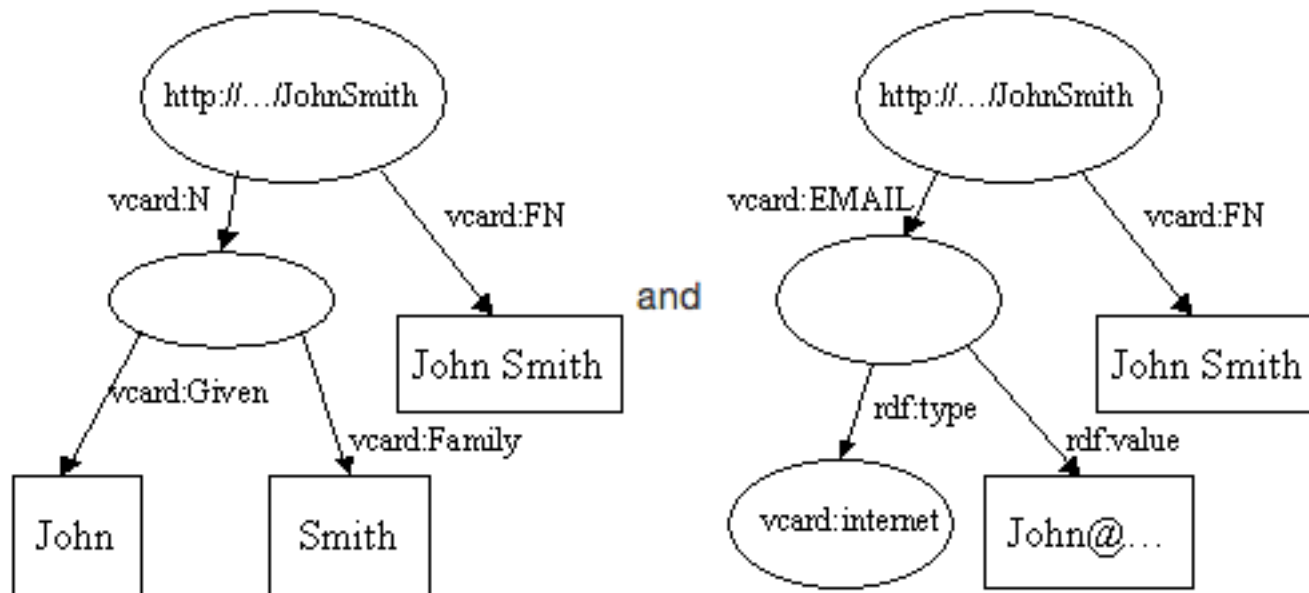 http://.../JohnSmith
vcard:N
vcard:FN
John Smith
vcard:Given
vcard:Family
John
Smith
and
http://.../JohnSmith
vcard:EMAIL
vcard:FN
John Smith
rdf:type
rdf:value
vcard:internet
John@...